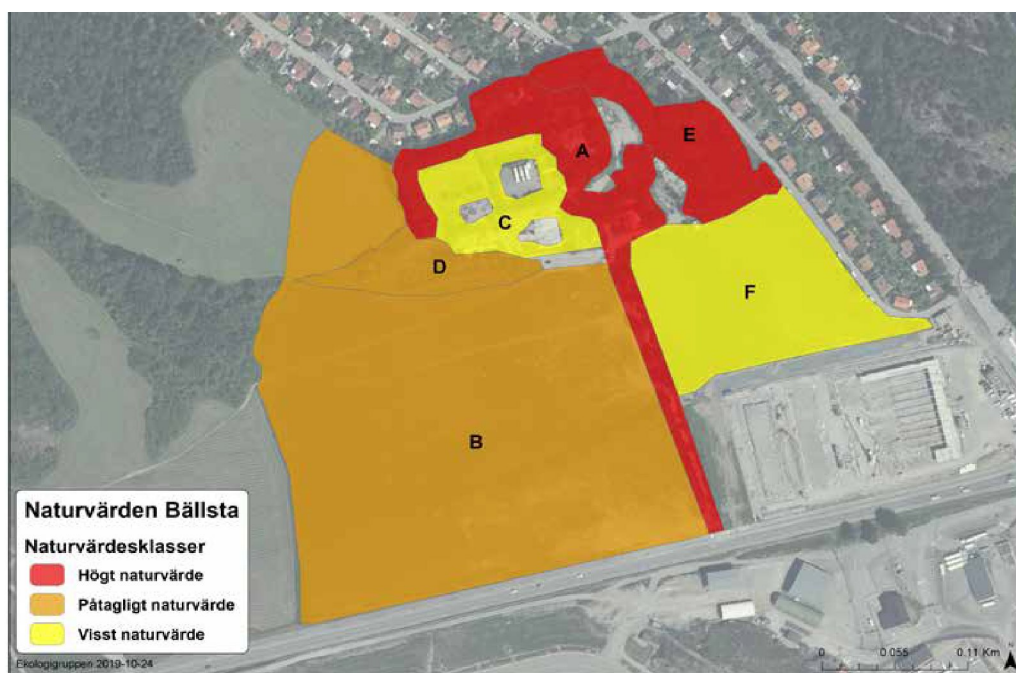 E
A
C
D
F
B
Naturvärden Bällsta
Naturvärdesklasser
Högt naturvärde
Påtagligt naturvärde
Visst naturvärde
Ekologigruppen 2019-10-24
0 0.055 0.11 Km
N